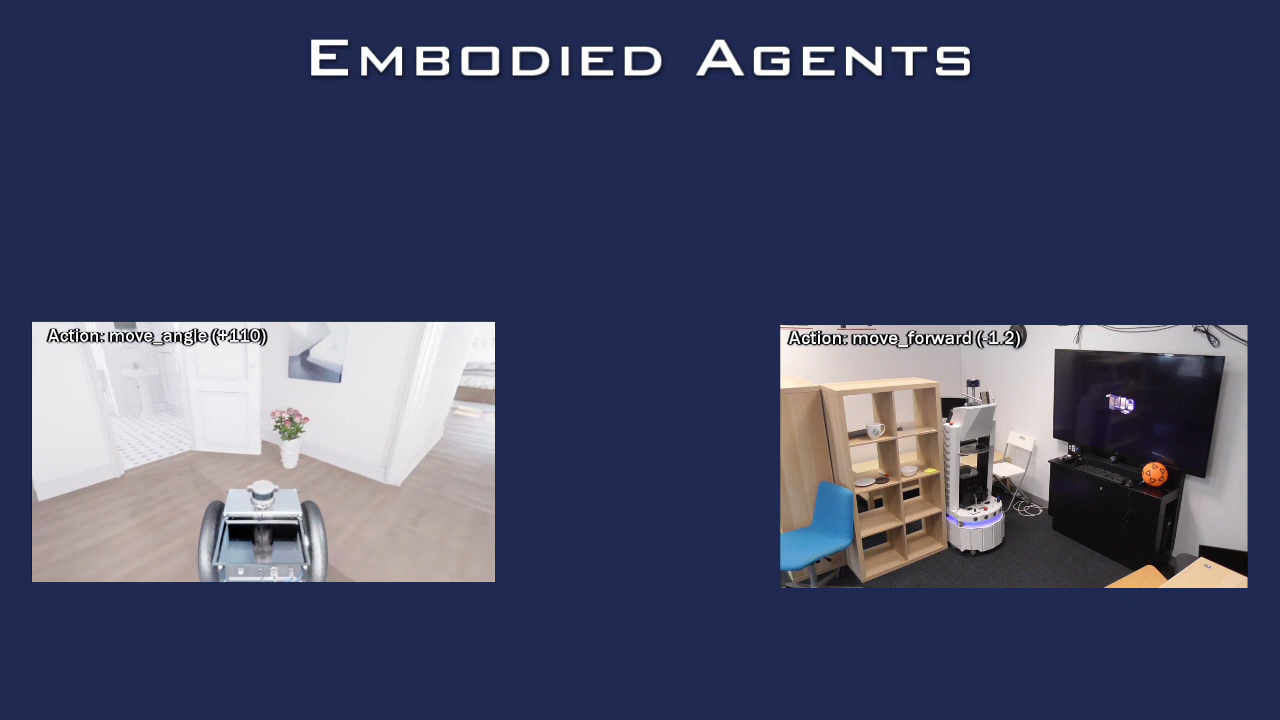 Embodied Agents
Action: move_angle (+110)
Action: move_forward (-1.2)